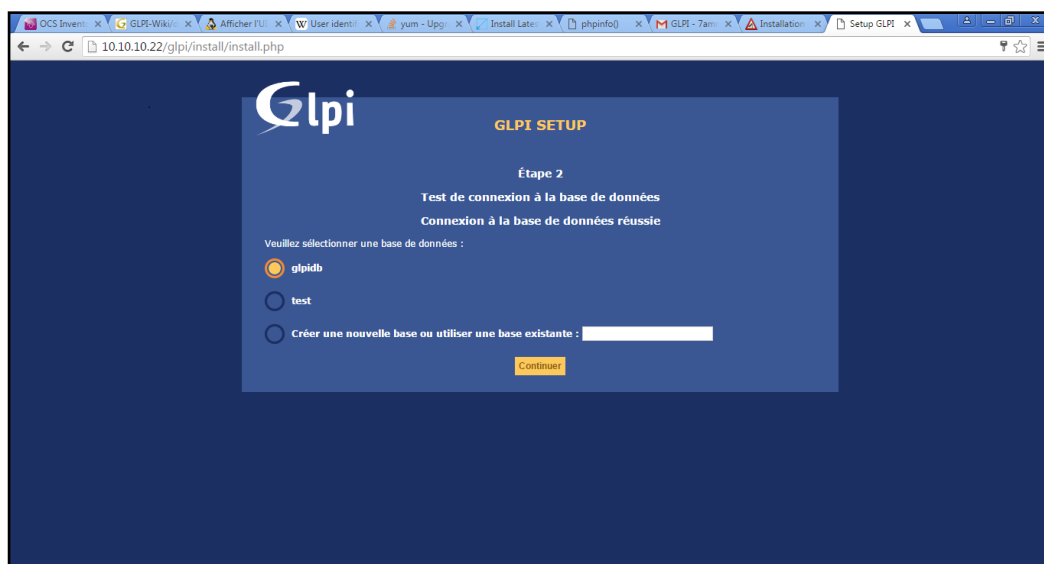 OCS Invent
GLPI-Wiki/
Afficher l'U
User identif
yum - Upgr
Install Lates
phpinfo()
GLPI - 7am
Installation
Setup GLPI
10.10.10.22/glpi/install/install.php
Glpi
GLPI SETUP
Étape 2
Test de connexion à la base de données
Connexion à la base de données réussie
Veuillez sélectionner une base de données :
glpidb
test
Créer une nouvelle base ou utiliser une base existante :
Continuer